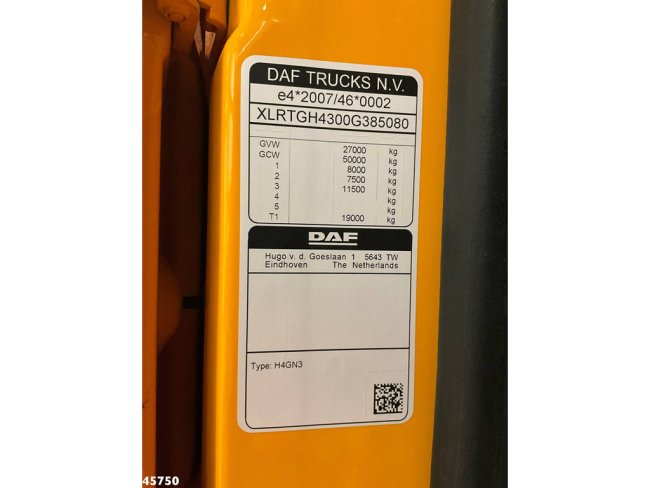 DAF TRUCKS N.V.
e4*2007/46*0002
XLRTGH4300G385080
GVW 27000 kg
GCW 50000 kg
1 8000 kg
2 7500 kg
3 11500 kg
4 kg
5 kg
T1 19000 kg
DAF
Hugo v. d. Goeslaan 1 5643 TW
Eindhoven The Netherlands
Type: H4GN3
45750